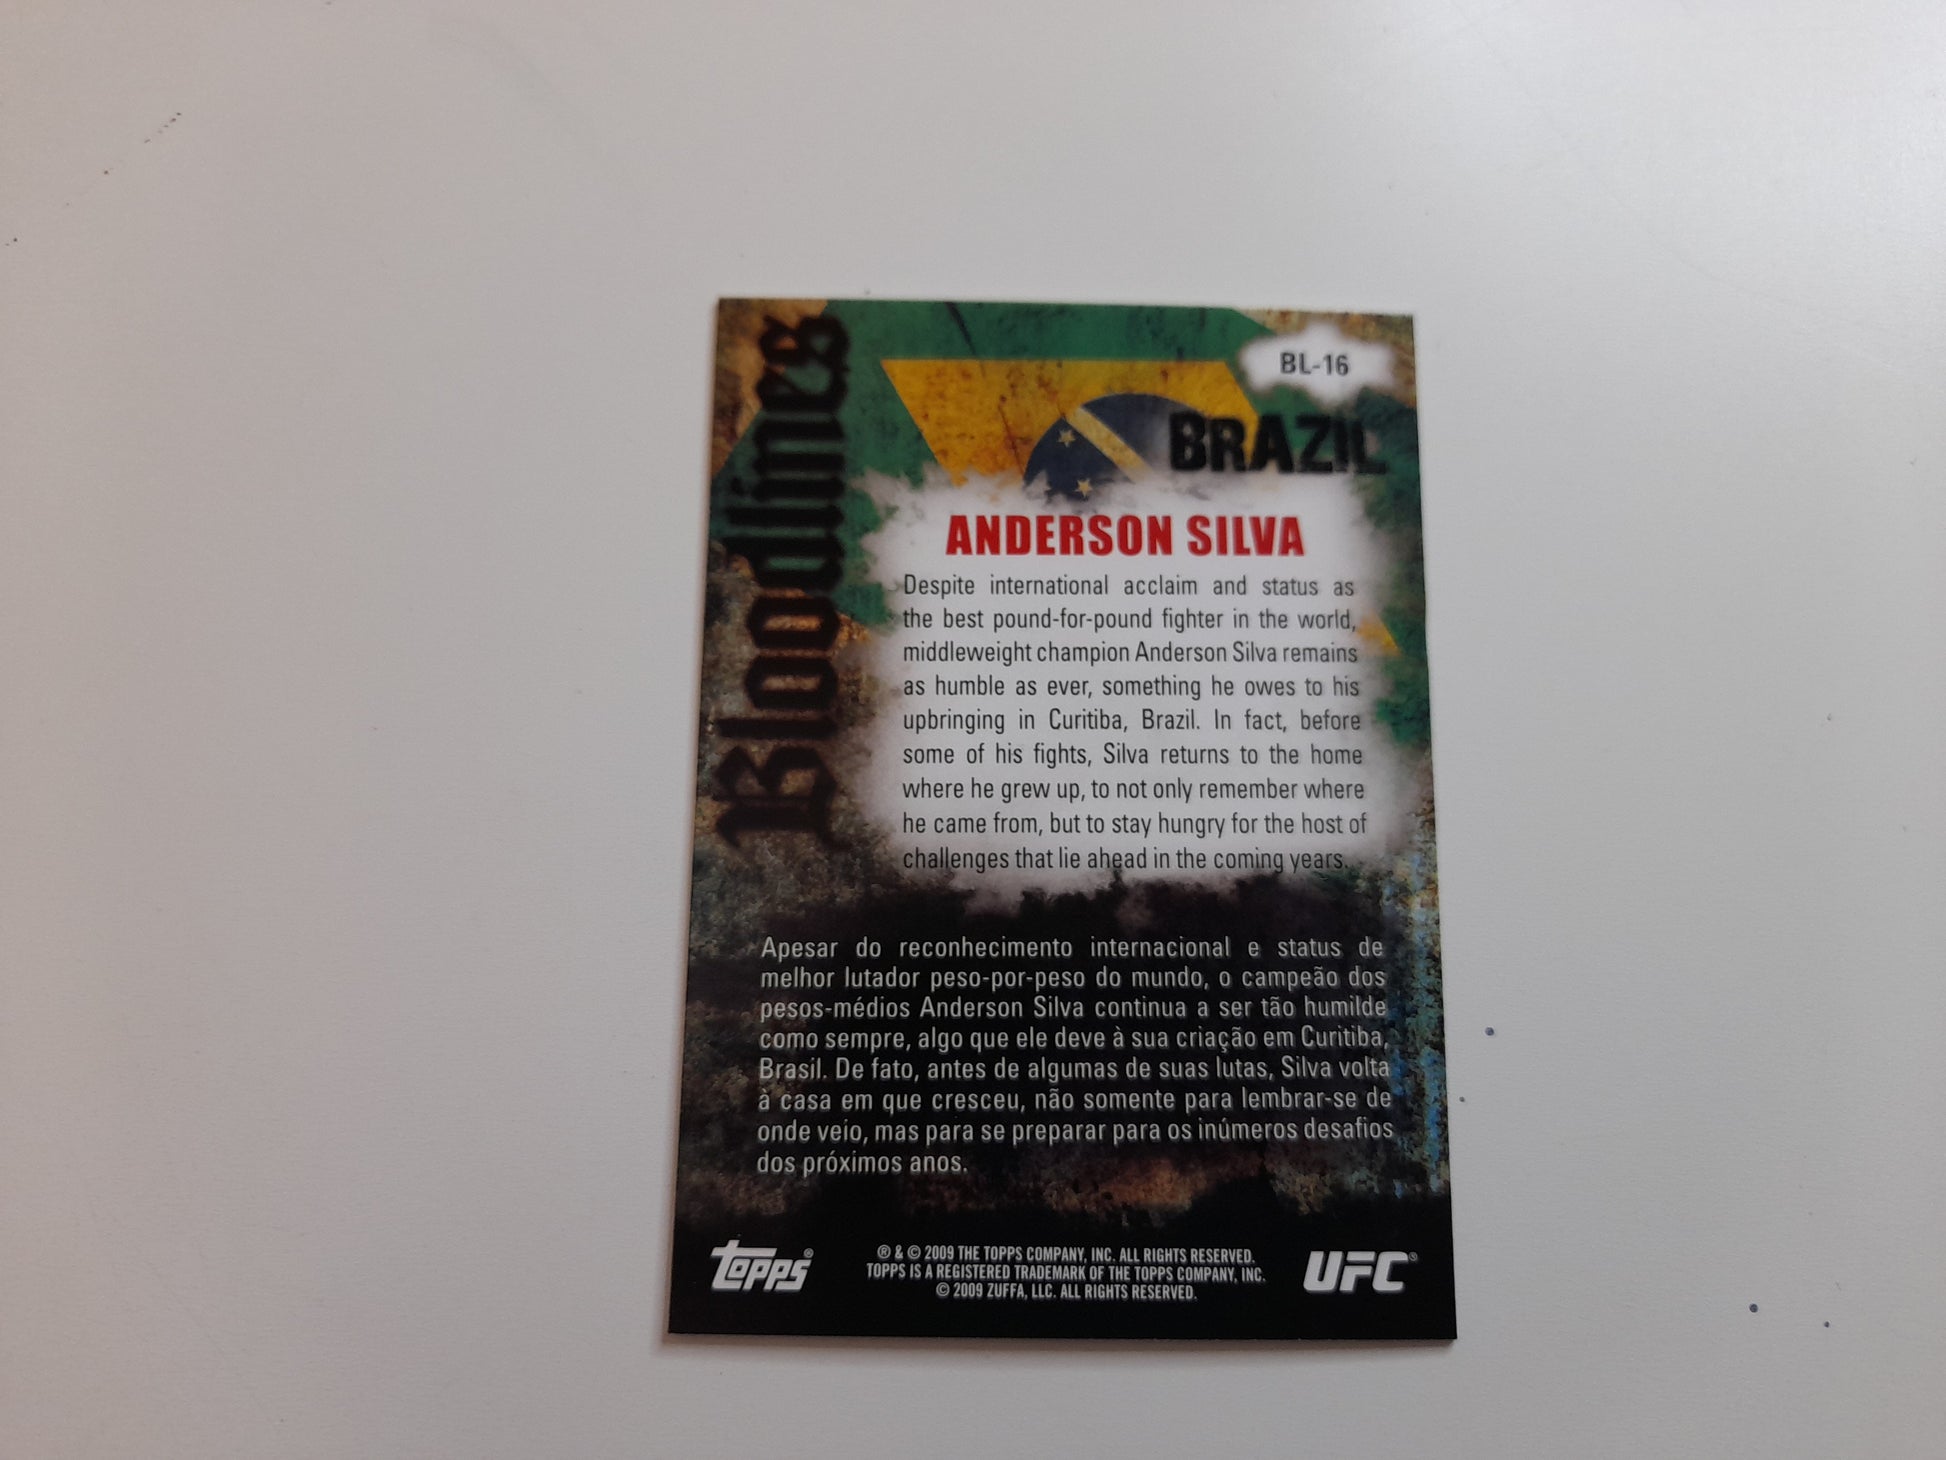 Bloodlines
BL-16
BRAZIL
ANDERSON SILVA
Despite international acclaim and status as
the best pound-for-pound fighter in the world,
middleweight champion Anderson Silva remains
as humble as ever, something he owes to his
upbringing in Curitiba, Brazil. In fact, before
some of his fights, Silva returns to the home
where he grew up, to not only remember where
he came from, but to stay hungry for the host of
challenges that lie ahead in the coming years.
Apesar do reconhecimento internacional e status de
melhor lutador peso-por-peso do mundo, o campeão dos
pesos-médios Anderson Silva continua a ser tão humilde
como sempre, algo que ele deve à sua criação em Curitiba,
Brasil. De fato, antes de algumas de suas lutas, Silva volta
à casa em que cresceu, não somente para lembrar-se de
onde veio, mas para se preparar para os inúmeros desafios
dos próximos anos.
Topps®
® & © 2009 THE TOPPS COMPANY, INC. ALL RIGHTS RESERVED.
TOPPS IS A REGISTERED TRADEMARK OF THE TOPPS COMPANY, INC.
© 2009 ZUFFA, LLC. ALL RIGHTS RESERVED.
UFC®